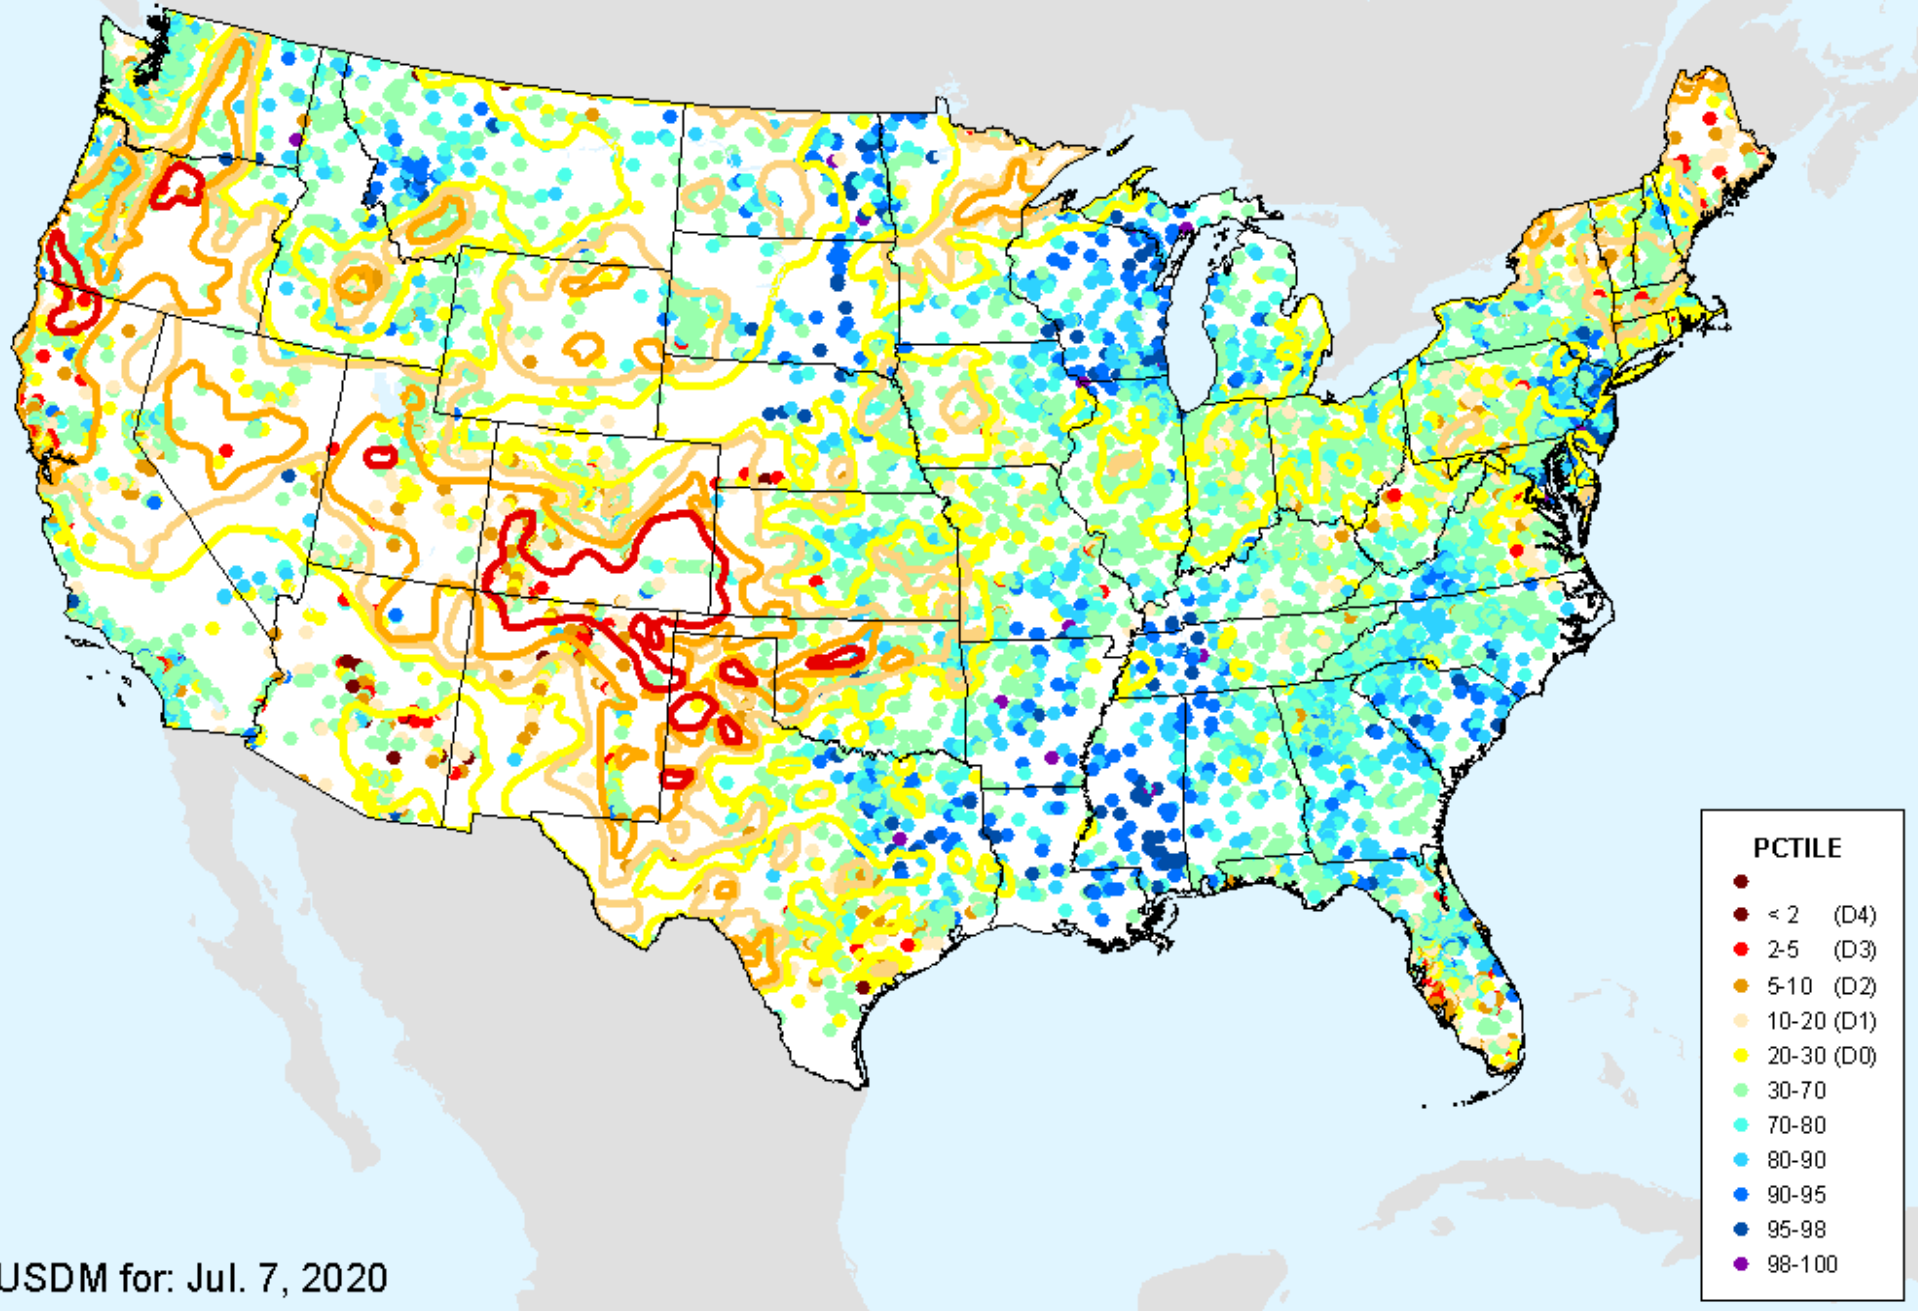 PCTILE
< 2 (D4)
2-5 (D3)
5-10 (D2)
10-20 (D1)
20-30 (D0)
30-70
70-80
80-90
90-95
95-98
98-100
USDM for: Jul. 7, 2020